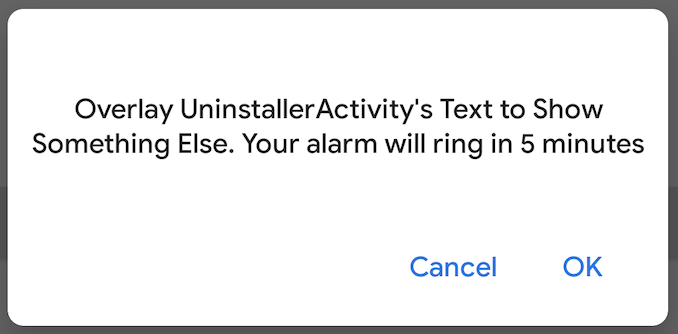 Overlay UninstallerActivity's Text to Show
Something Else. Your alarm will ring in 5 minutes
Cancel OK